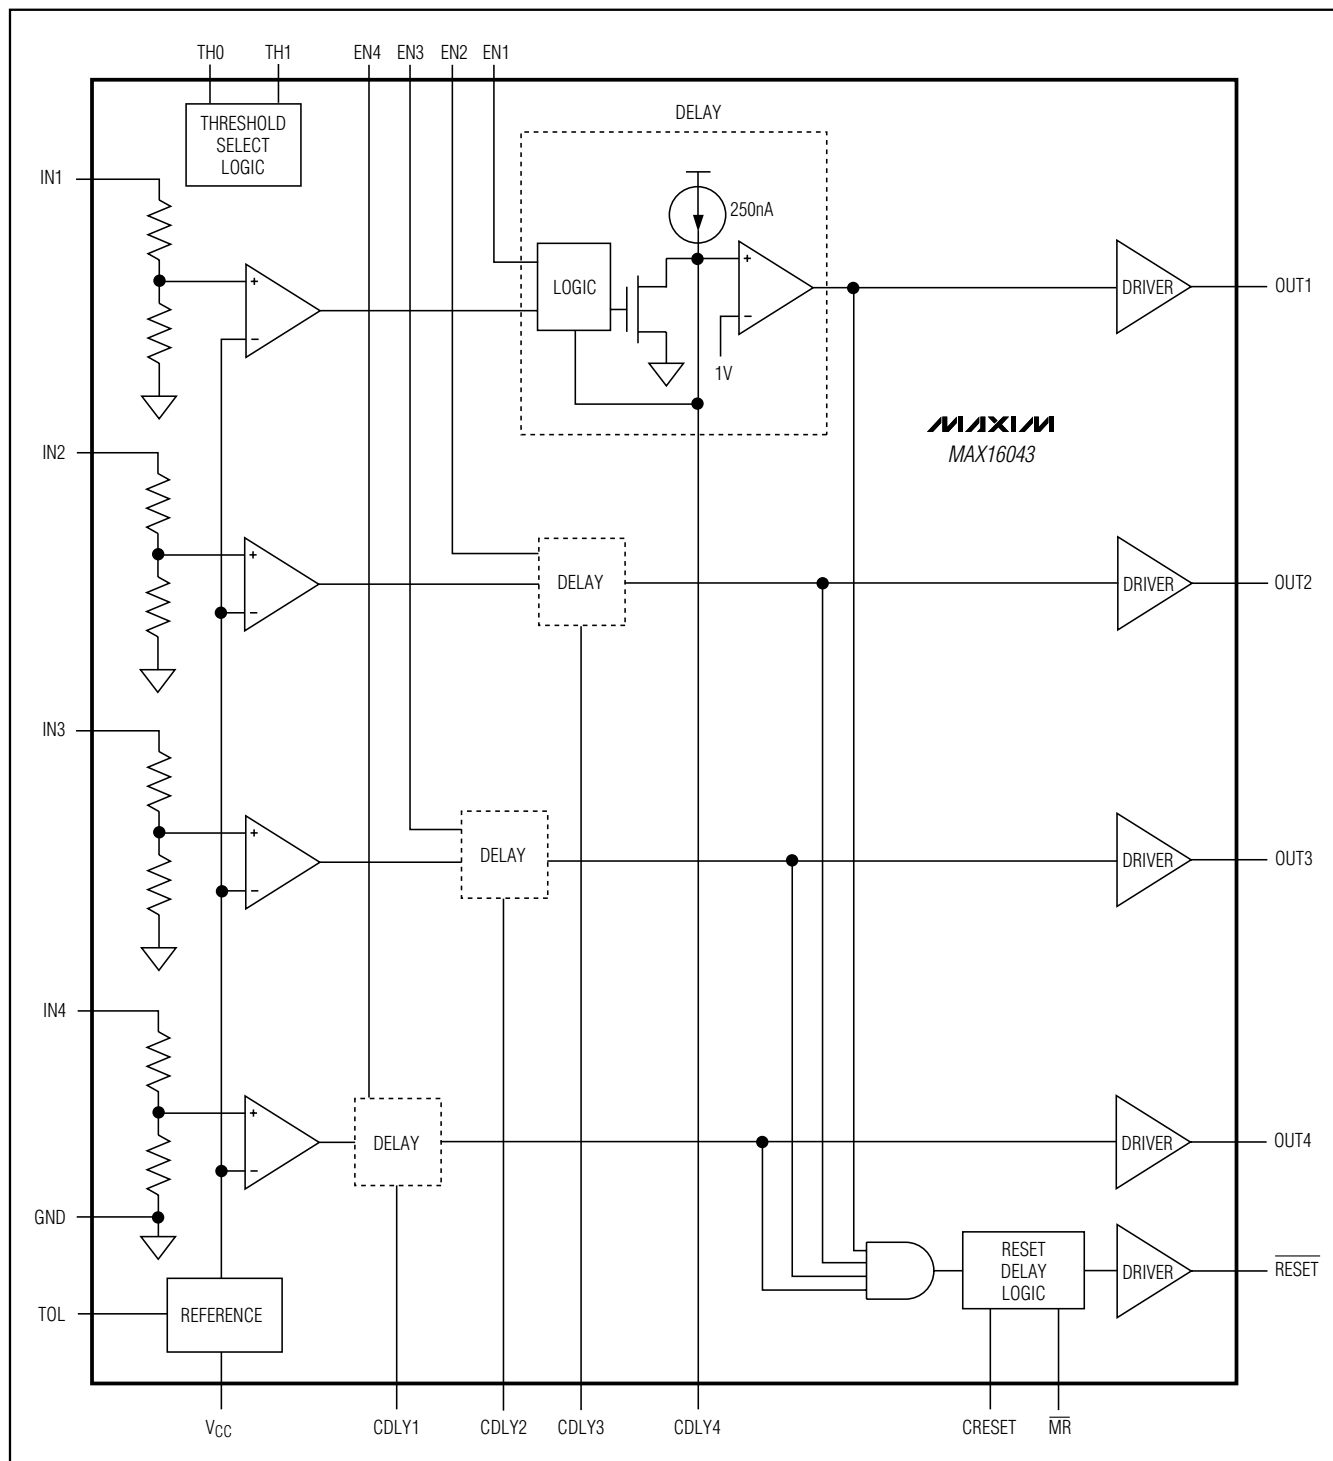 TH0 TH1 EN4 EN3 EN2 EN1
DELAY
THRESHOLD
SELECT
LOGIC
IN1
250nA
+
+
LOGIC
DRIVER
OUT1
−
−
1V
MAXIM
MAX16043
IN2
+
DELAY
DRIVER
OUT2
−
IN3
+
DELAY
DRIVER
OUT3
−
IN4
+
DELAY
DRIVER
OUT4
−
GND
RESET
DELAY
LOGIC
DRIVER
R̅E̅S̅E̅T̅
TOL
REFERENCE
VCC CDLY1 CDLY2 CDLY3 CDLY4 CRESET M̅R̅